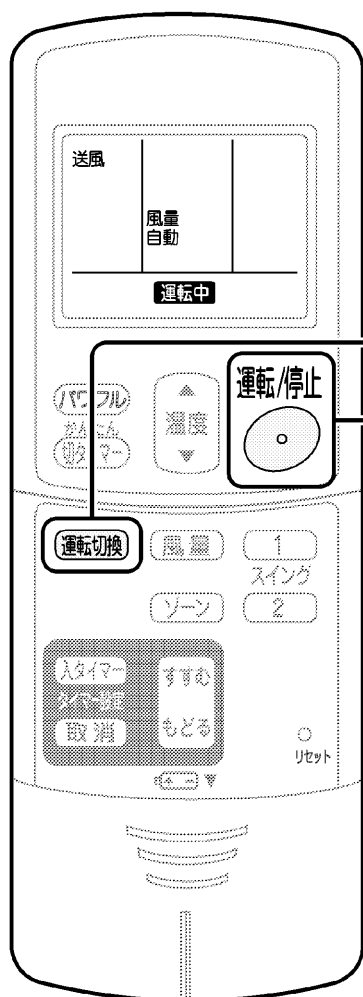 送風
風量
自動
運転中
運転/停止
パワフル
温度
かんたん
切タイマー
運転切換
風量
1
スイング
ゾーン
2
入タイマー
すすむ
タイマー設定
取消
もどる
リセット